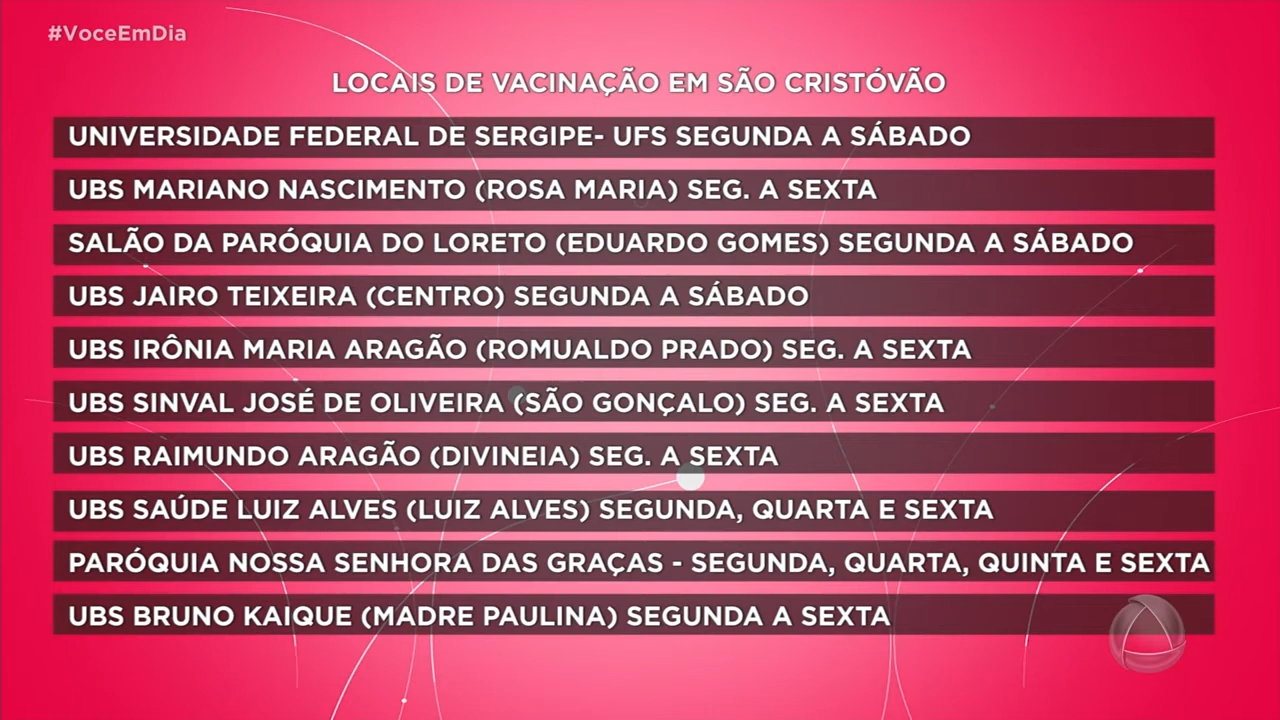 #VoceEmDia
LOCAIS DE VACINAÇÃO EM SÃO CRISTÓVÃO
UNIVERSIDADE FEDERAL DE SERGIPE- UFS SEGUNDA A SÁBADO
UBS MARIANO NASCIMENTO (ROSA MARIA) SEG. A SEXTA
SALÃO DA PARÓQUIA DO LORETO (EDUARDO GOMES) SEGUNDA A SÁBADO
UBS JAIRO TEIXEIRA (CENTRO) SEGUNDA A SÁBADO
UBS IRÔNIA MARIA ARAGÃO (ROMUALDO PRADO) SEG. A SEXTA
UBS SINVAL JOSÉ DE OLIVEIRA (SÃO GONÇALO) SEG. A SEXTA
UBS RAIMUNDO ARAGÃO (DIVINEIA) SEG. A SEXTA
UBS SAÚDE LUIZ ALVES (LUIZ ALVES) SEGUNDA, QUARTA E SEXTA
PARÓQUIA NOSSA SENHORA DAS GRAÇAS - SEGUNDA, QUARTA, QUINTA E SEXTA
UBS BRUNO KAIQUE (MADRE PAULINA) SEGUNDA A SEXTA